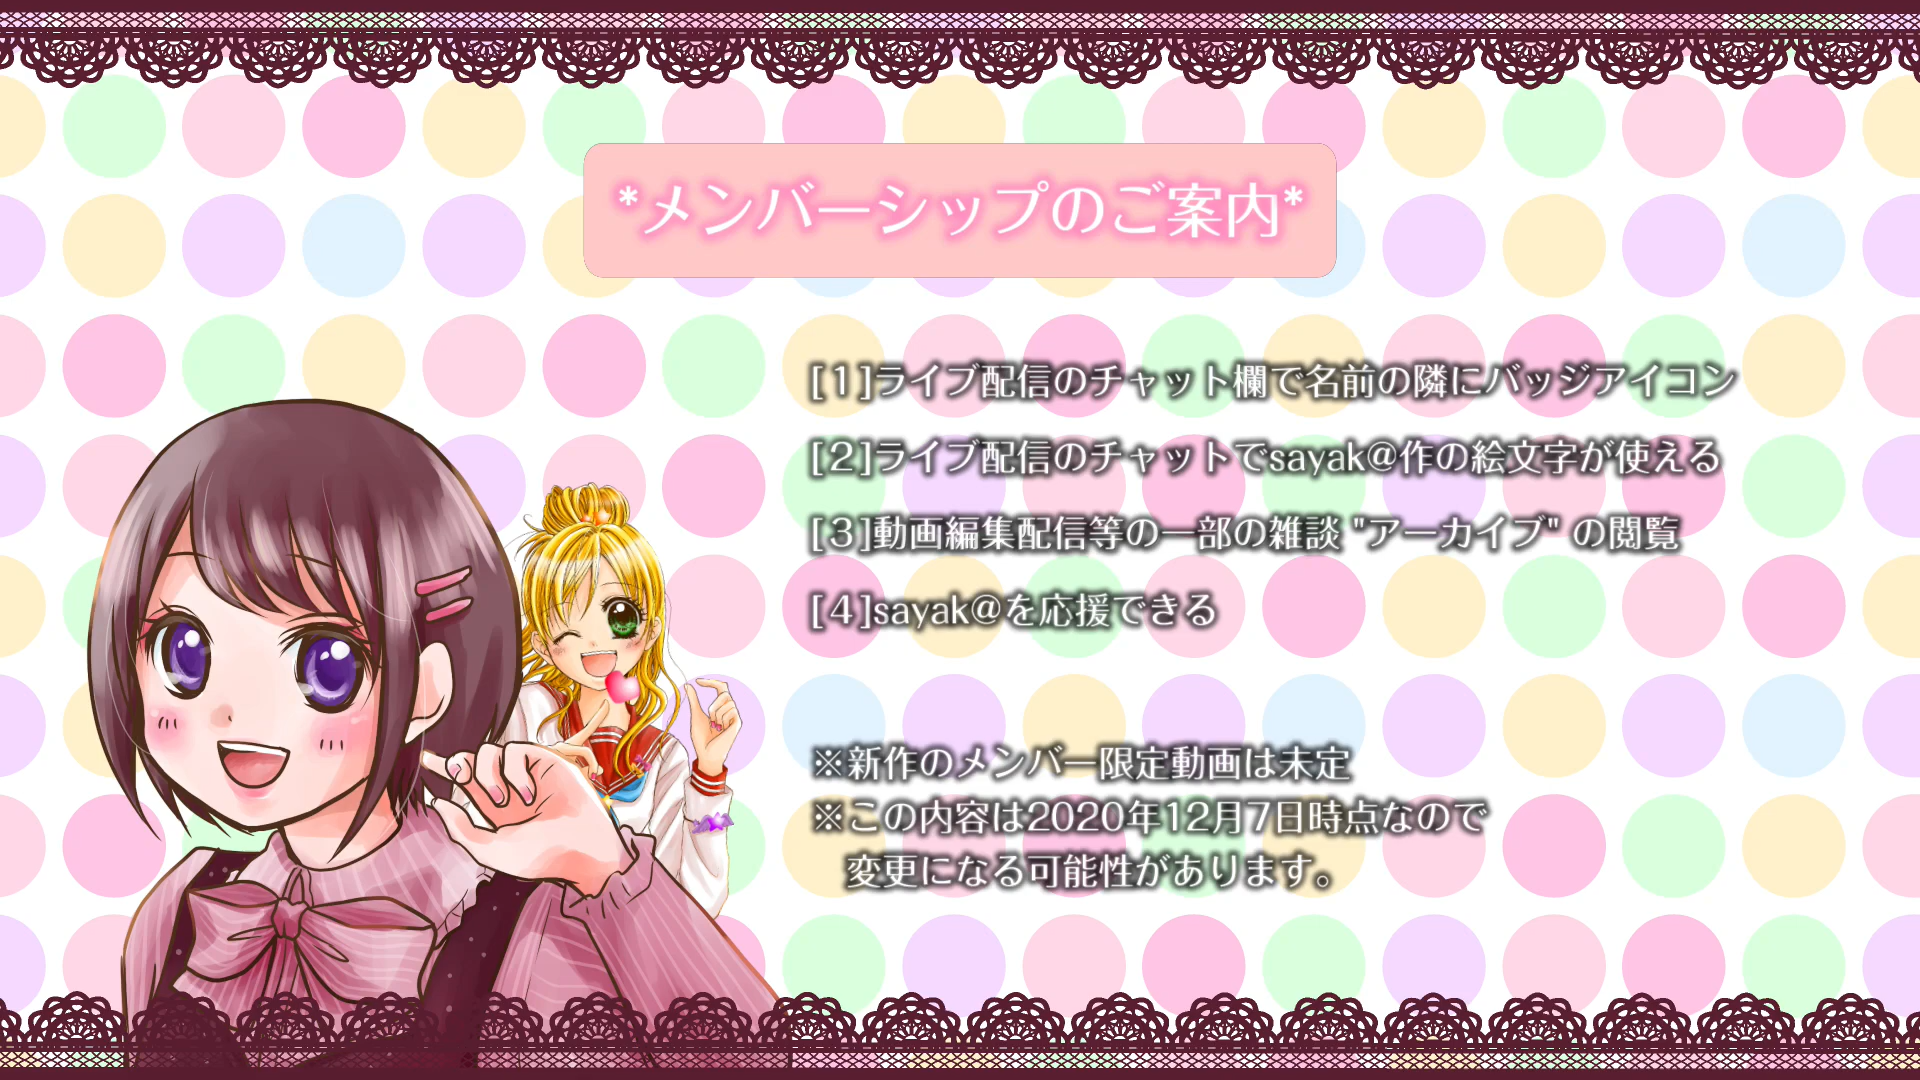 *メンバーシップのご案内*
[1]ライブ配信のチャット欄で名前の隣にバッジアイコン
[2]ライブ配信のチャットでsayak@作の絵文字が使える
[3]動画編集配信等の一部の雑談 "アーカイブ" の閲覧
[4]sayak@を応援できる
※新作のメンバー限定動画は未定
※この内容は2020年12月7日時点なので
変更になる可能性があります。